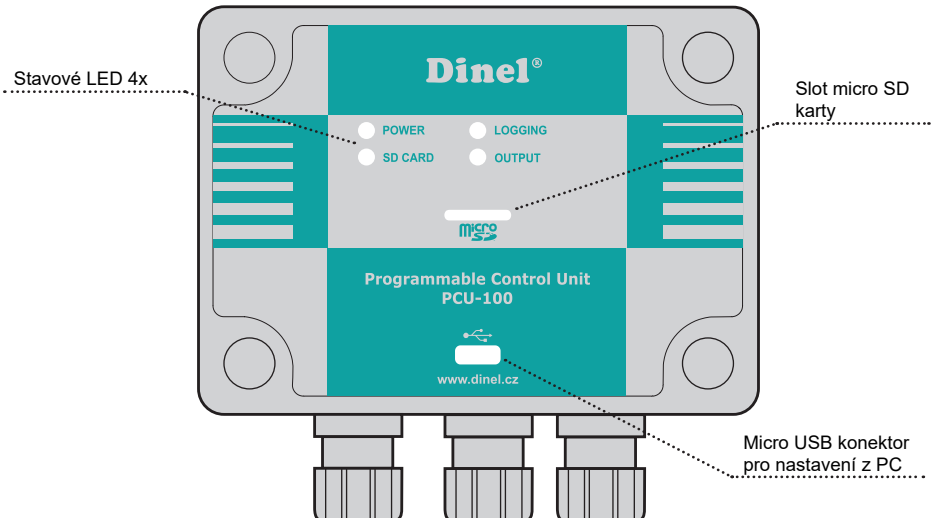 Dinel®
Stavové LED 4x
Slot micro SD
karty
POWER
LOGGING
SD CARD
OUTPUT
micro
SD
Programmable Control Unit
PCU-100
www.dinel.cz
Micro USB konektor
pro nastavení z PC